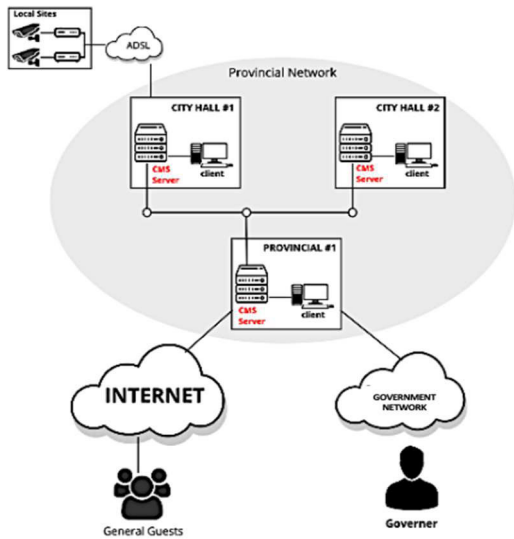 Local Sites
ADSL
Provincial Network
CITY HALL #1
CMS
Server
client
CITY HALL #2
CMS
Server
client
PROVINCIAL #1
CMS
Server
client
INTERNET
GOVERNMENT
NETWORK
General Guests
Governer